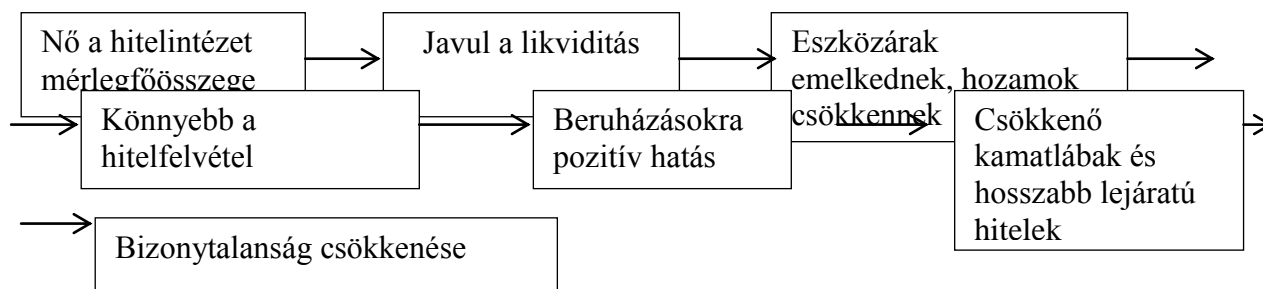 Nő a hitelintézet
mérlegfőösszege
Javul a likviditás
Eszközárak
emelkednek, hozamok
csökkennek
Könnyebb a
hitelfelvétel
Beruházásokra
pozitív hatás
Csökkenő
kamatlábak és
hosszabb lejáratú
hitelek
Bizonytalanság csökkenése